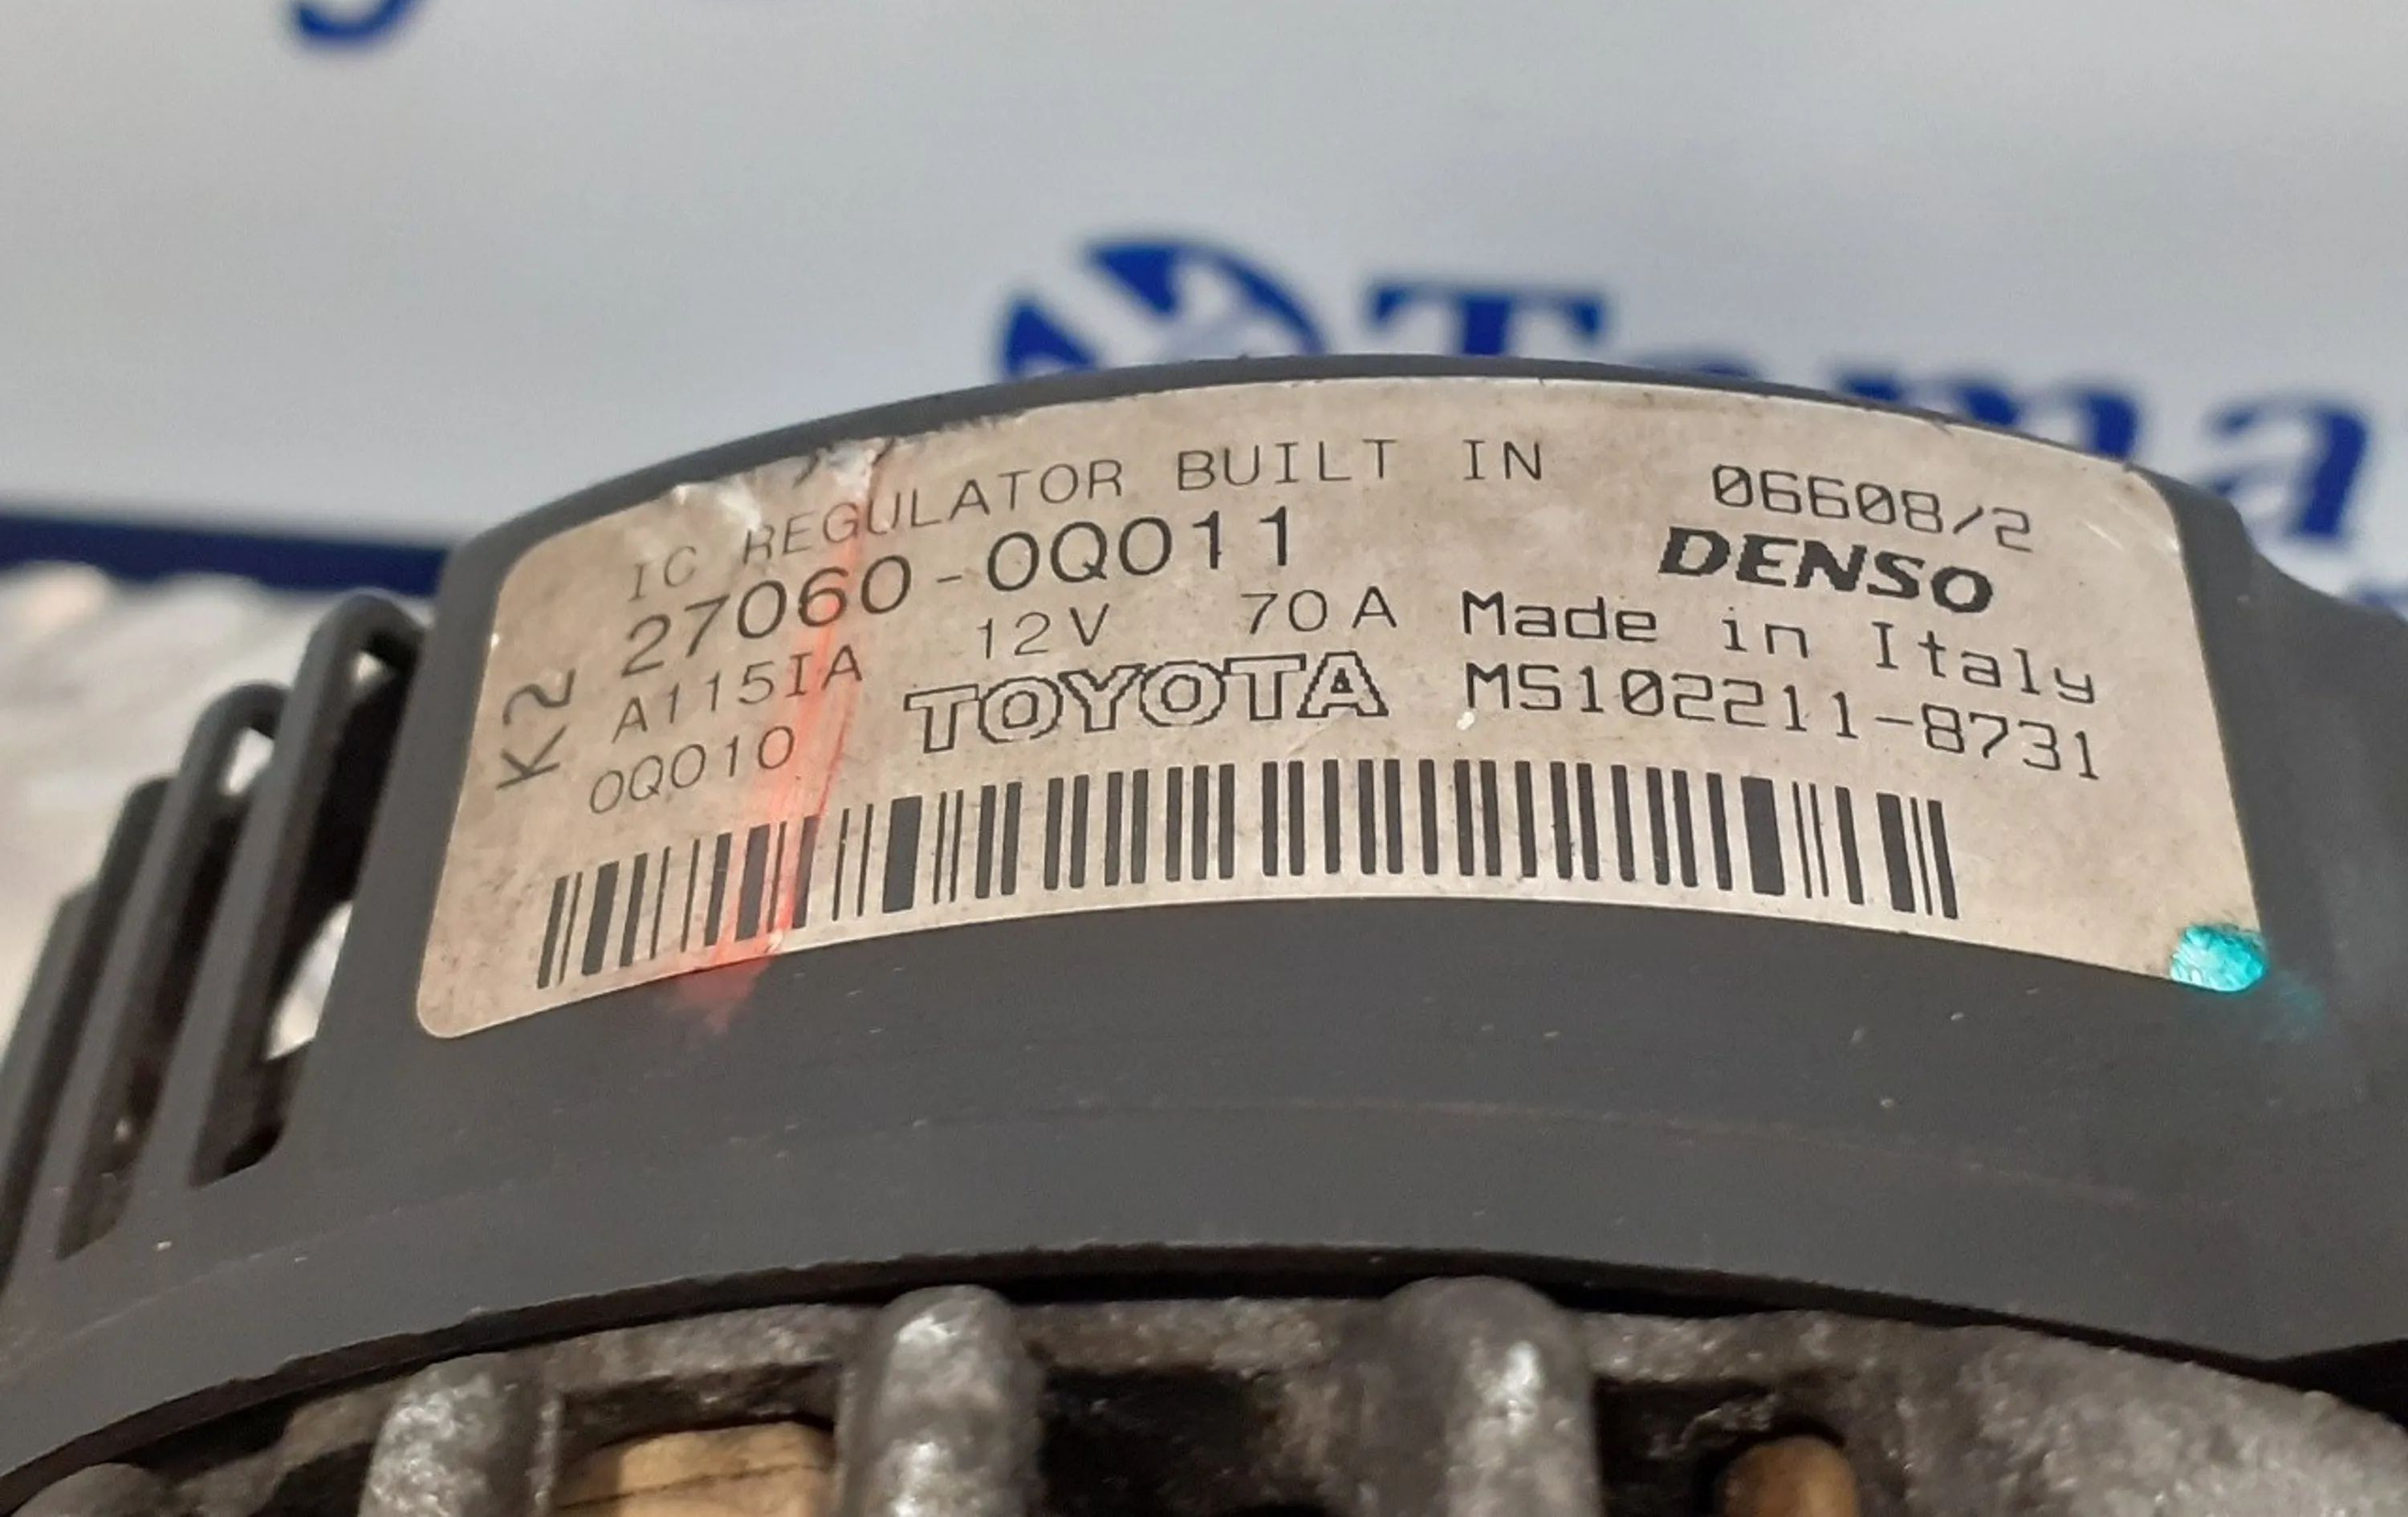 IC REGULATOR BUILT IN
06608/2
27060-0Q011
DENSO
K2
A115IA 12V 70A Made in Italy
0Q010 TOYOTA MS102211-8731